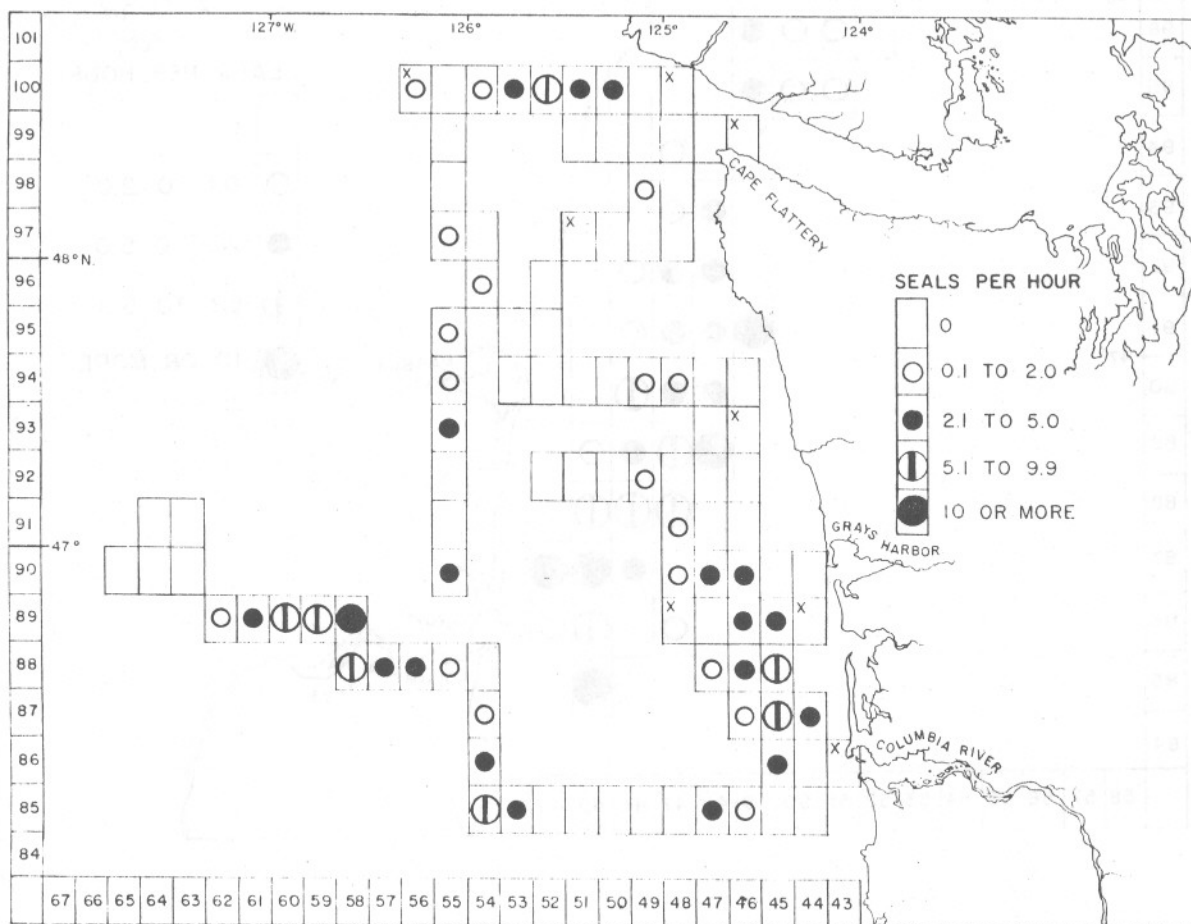 127°W. 126° 125° 124°
101
100
99
98
97
48°N.
96
95
94
93
92
91
47°
90
89
88
87
86
85
84
x
x
x
x
x
x
x
x
CAPE FLATTERY
SEALS PER HOUR
0
0.1 TO 2.0
2.1 TO 5.0
5.1 TO 9.9
10 OR MORE
GRAYS HARBOR
COLUMBIA RIVER
67 66 65 64 63 62 61 60 59 58 57 56 55 54 53 52 51 50 49 48 47 46 45 44 43